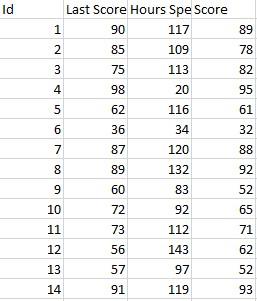 Id Last Score Hours Spe Score
1 90 117 89
2 85 109 78
3 75 113 82
4 98 20 95
5 62 116 61
6 36 34 32
7 87 120 88
8 89 132 92
9 60 83 52
10 72 92 65
11 73 112 71
12 56 143 62
13 57 97 52
14 91 119 93